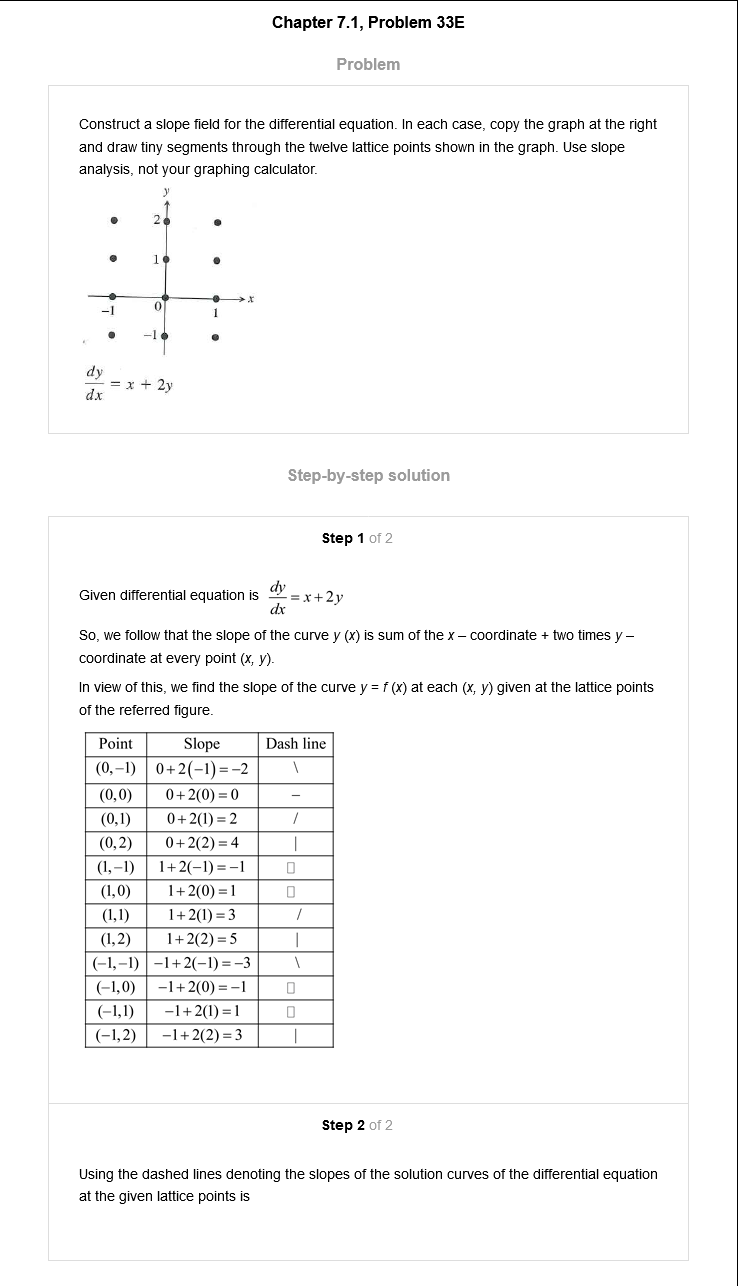 Chapter 7.1, Problem 33E
Problem
Construct a slope field for the differential equation. In each case, copy the graph at the right
and draw tiny segments through the twelve lattice points shown in the graph. Use slope
analysis, not your graphing calculator.
y
2
1
x
-1 0 1
-1
dy/dx = x + 2y
Step-by-step solution
Step 1 of 2
Given differential equation is dy/dx = x+2y
So, we follow that the slope of the curve y (x) is sum of the x – coordinate + two times y –
coordinate at every point (x, y).
In view of this, we find the slope of the curve y = f (x) at each (x, y) given at the lattice points
of the referred figure.
Point Slope Dash line
(0,−1) 0+2(−1)=−2 \
(0,0) 0+2(0)=0 −
(0,1) 0+2(1)=2 /
(0,2) 0+2(2)=4 |
(1,−1) 1+2(−1)=−1 ▯
(1,0) 1+2(0)=1 ▯
(1,1) 1+2(1)=3 /
(1,2) 1+2(2)=5 |
(−1,−1) −1+2(−1)=−3 \
(−1,0) −1+2(0)=−1 ▯
(−1,1) −1+2(1)=1 ▯
(−1,2) −1+2(2)=3 |
Step 2 of 2
Using the dashed lines denoting the slopes of the solution curves of the differential equation
at the given lattice points is